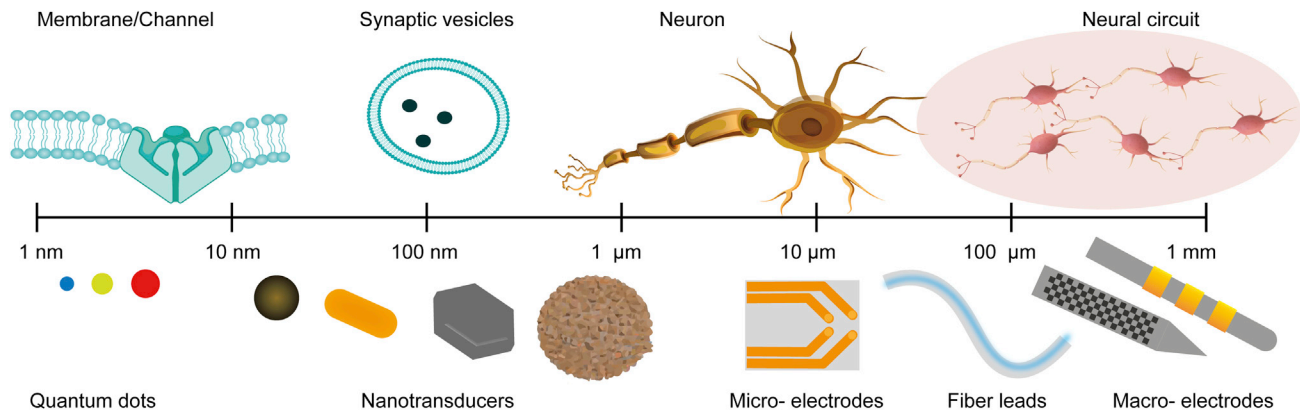 Membrane/Channel
Synaptic vesicles
Neuron
Neural circuit
1 nm
10 nm
100 nm
1 µm
10 µm
100 µm
1 mm
Quantum dots
Nanotransducers
Micro- electrodes
Fiber leads
Macro- electrodes